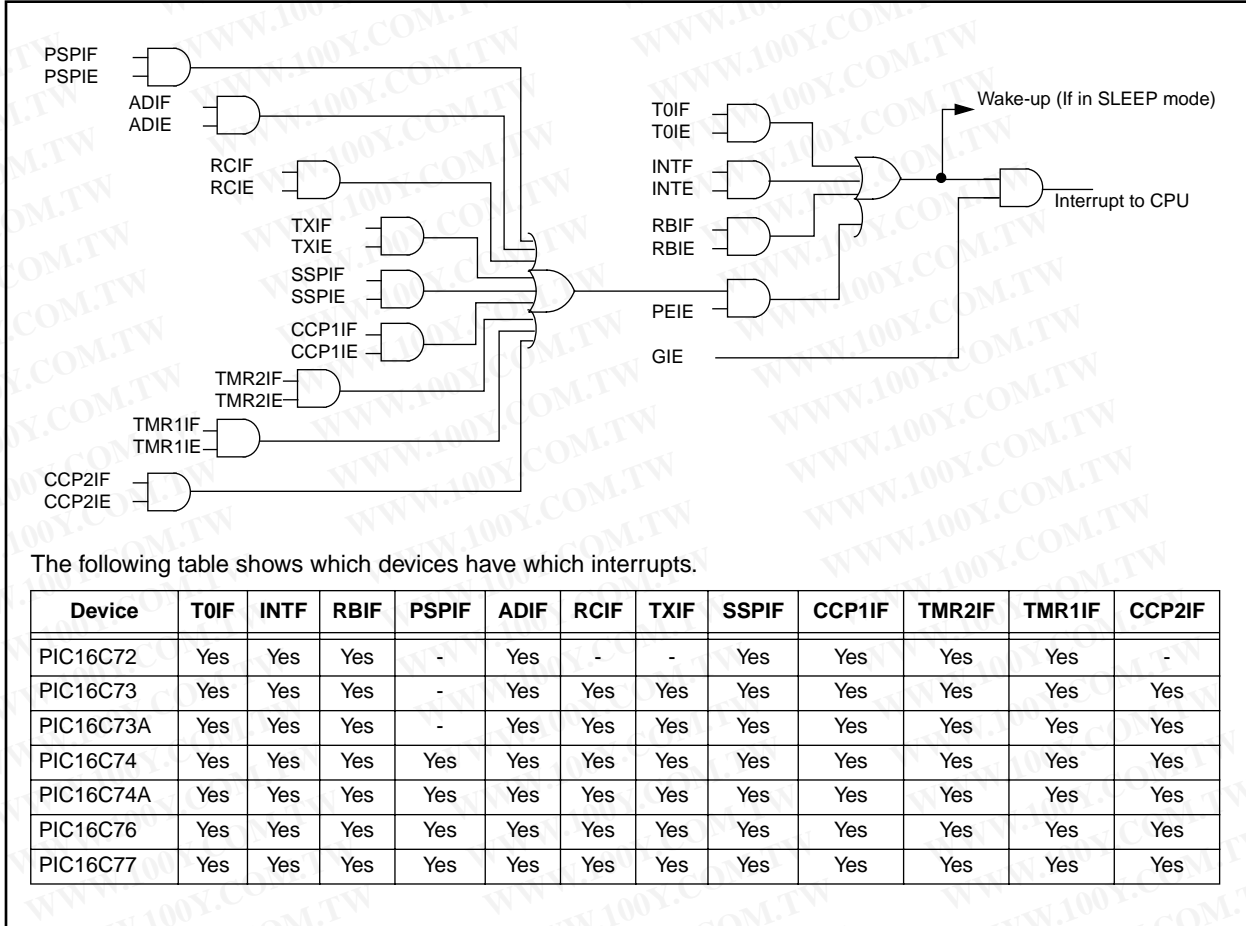 PSPIF
PSPIE
ADIF
ADIE
RCIF
RCIE
TXIF
TXIE
SSPIF
SSPIE
CCP1IF
CCP1IE
TMR2IF
TMR2IE
TMR1IF
TMR1IE
CCP2IF
CCP2IE
T0IF
T0IE
INTF
INTE
RBIF
RBIE
PEIE
GIE
Wake-up (If in SLEEP mode)
Interrupt to CPU
The following table shows which devices have which interrupts.
Device T0IF INTF RBIF PSPIF ADIF RCIF TXIF SSPIF CCP1IF TMR2IF TMR1IF CCP2IF
PIC16C72 Yes Yes Yes - Yes - - Yes Yes Yes Yes -
PIC16C73 Yes Yes Yes - Yes Yes Yes Yes Yes Yes Yes Yes
PIC16C73A Yes Yes Yes - Yes Yes Yes Yes Yes Yes Yes Yes
PIC16C74 Yes Yes Yes Yes Yes Yes Yes Yes Yes Yes Yes Yes
PIC16C74A Yes Yes Yes Yes Yes Yes Yes Yes Yes Yes Yes Yes
PIC16C76 Yes Yes Yes Yes Yes Yes Yes Yes Yes Yes Yes Yes
PIC16C77 Yes Yes Yes Yes Yes Yes Yes Yes Yes Yes Yes Yes
WWW.100Y.COM.TW